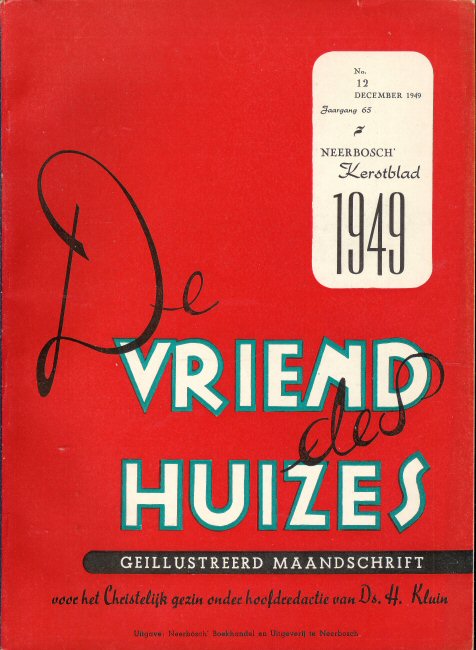 No.
12
DECEMBER 1949
Jaargang 65
NEERBOSCH'
Kerstblad
1949
De
VRIEND
des
HUIZES
GEILLUSTREERD MAANDSCHRIFT
voor het Christelijk gezin onder hoofdredactie van Ds. H. Kluin
Uitgave: Neerbosch' Boekhandel en Uitgeverij te Neerbosch